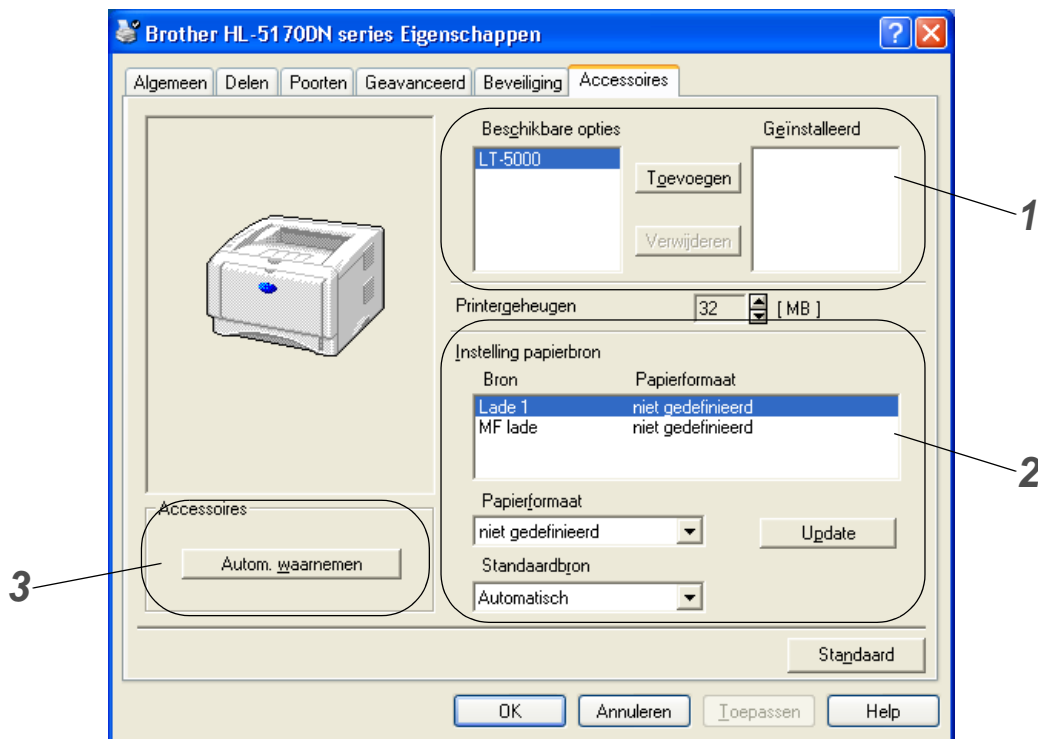 Brother HL-5170DN series Eigenschappen
Algemeen Delen Poorten Geavanceerd Beveiliging Accessoires
Beschikbare opties Geïnstalleerd
LT-5000
Toevoegen
Verwijderen
1
Printergeheugen 32 [ MB ]
Instelling papierbron
Bron Papierformaat
Lade 1 niet gedefinieerd
MF lade niet gedefinieerd
2
Papierformaat
niet gedefinieerd Update
Standaardbron
Automatisch
Accessoires
Autom. waarnemen
3
Standaard
OK Annuleren Toepassen Help